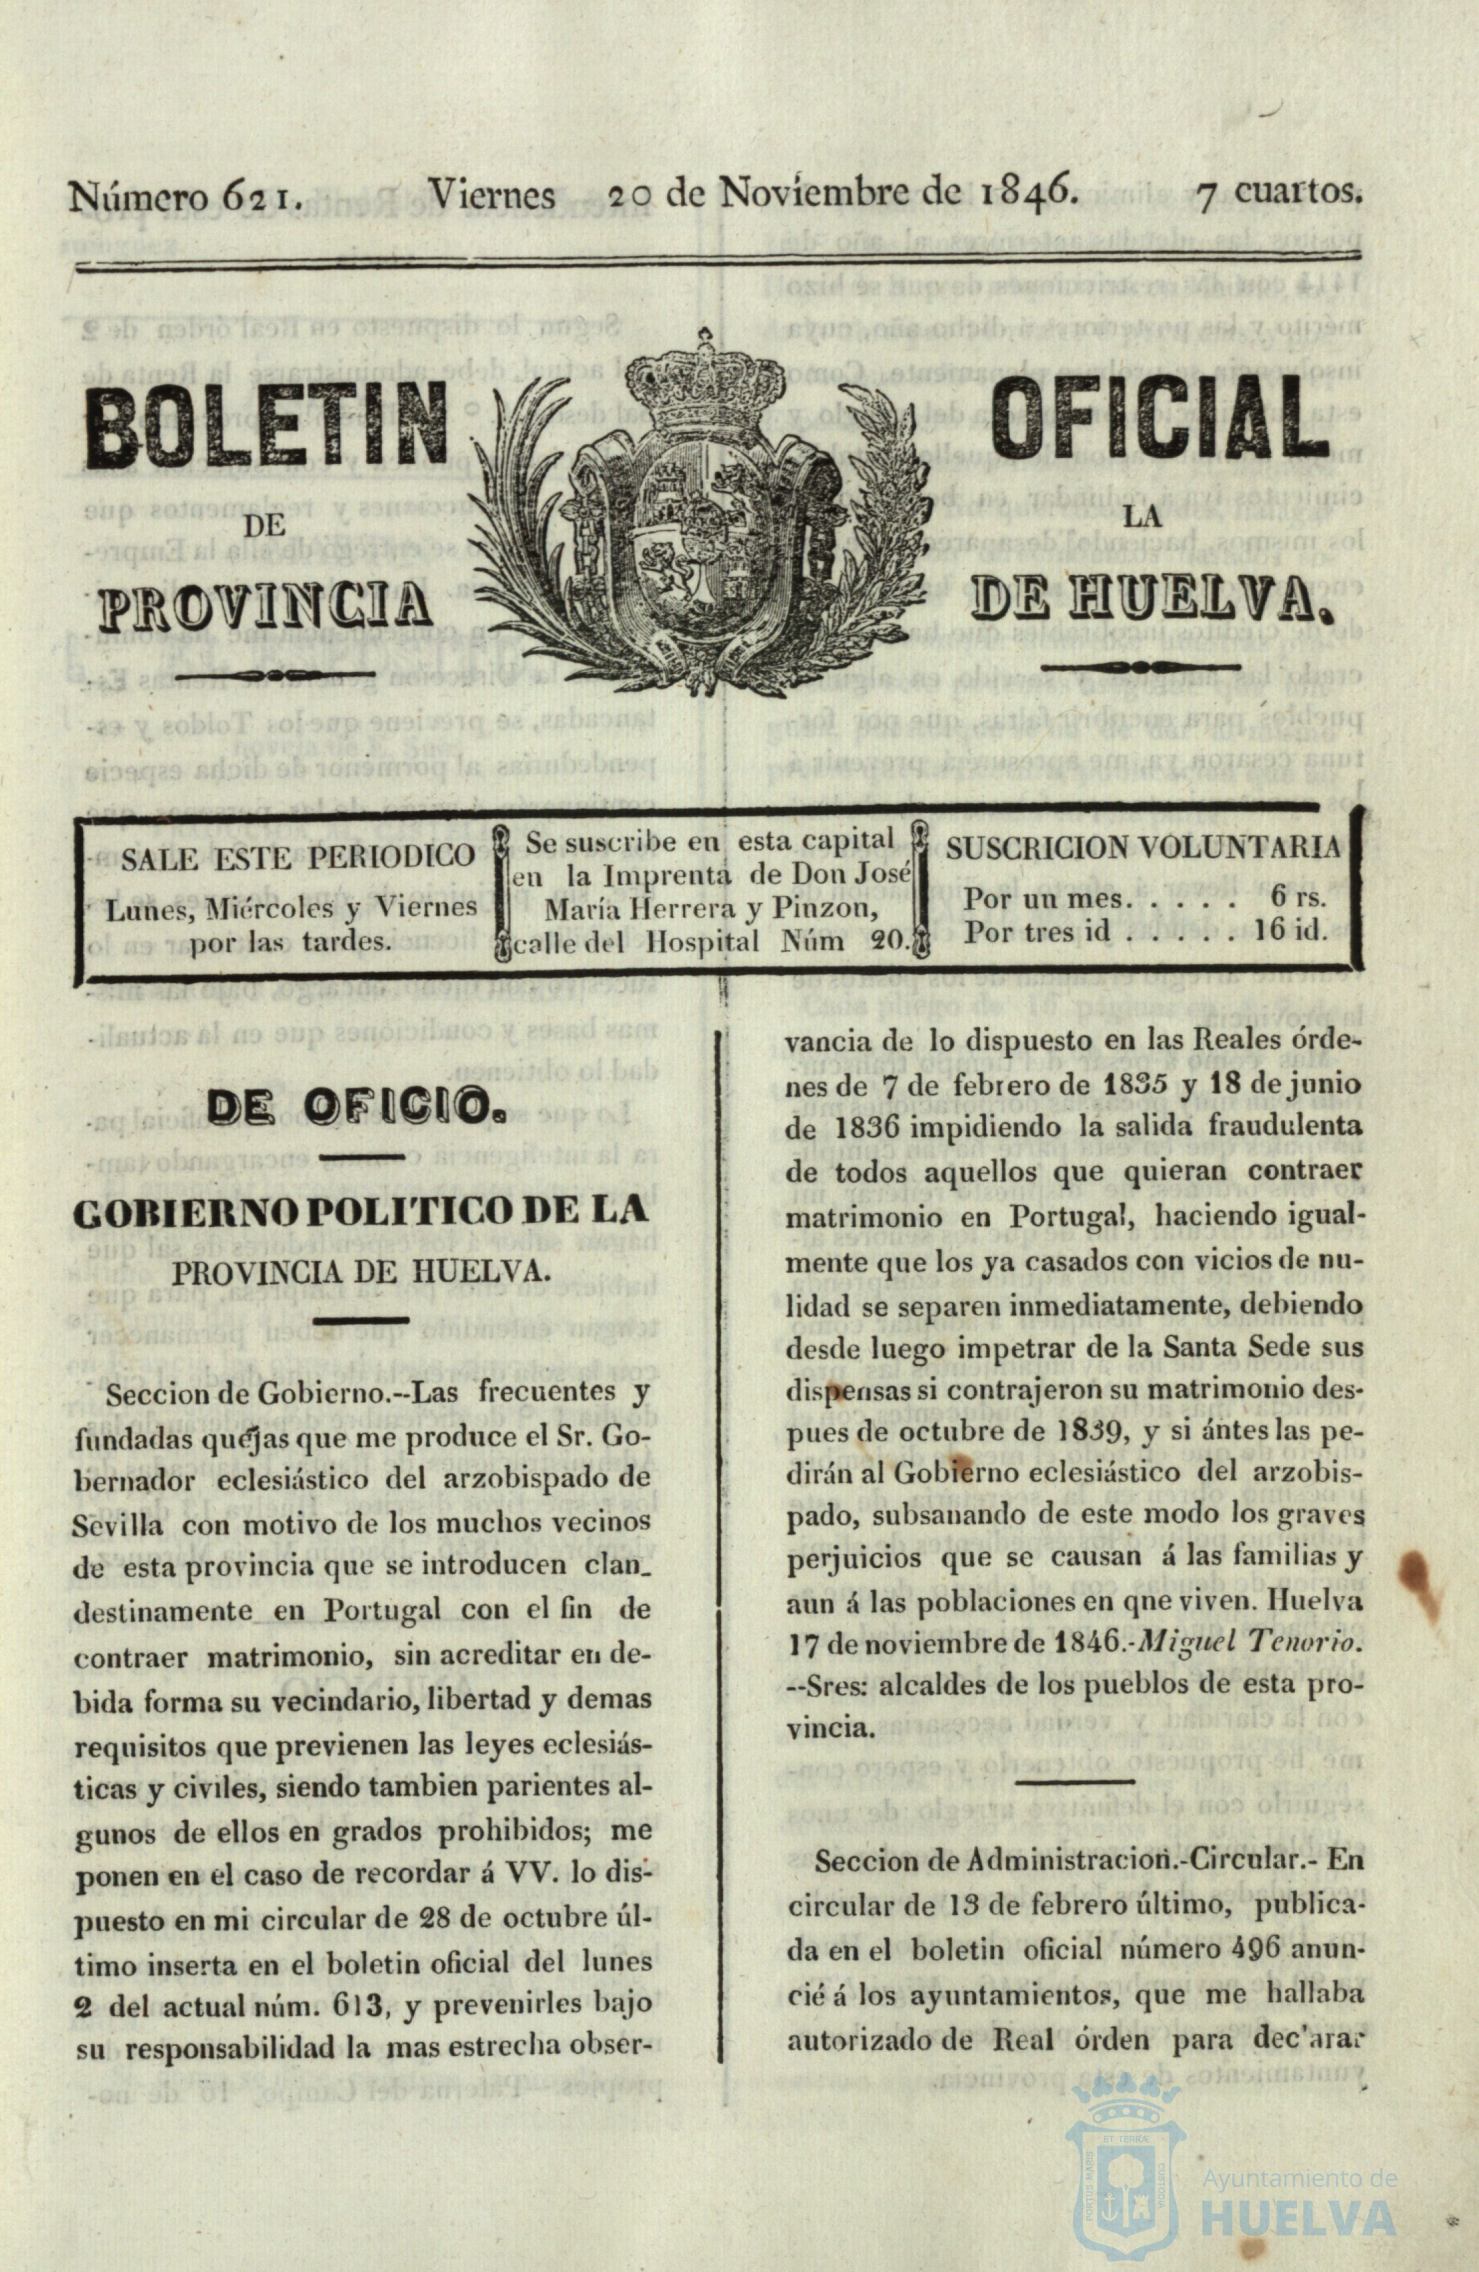 Número 621. Viernes 20 de Noviembre de 1846. 7 cuartos.
BOLETIN OFICIAL
DE LA
PROVINCIA DE HUELVA.
SALE ESTE PERIODICO
Lunes, Miércoles y Viernes
por las tardes.
Se suscribe en esta capital
en la Imprenta de Don José
María Herrera y Pinzon,
calle del Hospital Núm 20.
SUSCRICION VOLUNTARIA
Por un mes. . . . . . 6 rs.
Por tres id . . . . . 16 id.
DE OFICIO.
GOBIERNO POLITICO DE LA
PROVINCIA DE HUELVA.
Seccion de Gobierno.--Las frecuentes y
fundadas quejas que me produce el Sr. Go-
bernador eclesiástico del arzobispado de
Sevilla con motivo de los muchos vecinos
de esta provincia que se introducen clan_
destinamente en Portugal con el fin de
contraer matrimonio, sin acreditar en de-
bida forma su vecindario, libertad y demas
requisitos que previenen las leyes eclesiás-
ticas y civiles, siendo tambien parientes al-
gunos de ellos en grados prohibidos; me
ponen en el caso de recordar á VV. lo dis-
puesto en mi circular de 28 de octubre úl-
timo inserta en el boletin oficial del lunes
2 del actual núm. 613, y prevenirles bajo
su responsabilidad la mas estrecha obser-
vancia de lo dispuesto en las Reales órde-
nes de 7 de febrero de 1835 y 18 de junio
de 1836 impidiendo la salida fraudulenta
de todos aquellos que quieran contraer
matrimonio en Portugal, haciendo igual-
mente que los ya casados con vicios de nu-
lidad se separen inmediatamente, debiendo
desde luego impetrar de la Santa Sede sus
dispensas si contrajeron su matrimonio des-
pues de octubre de 1839, y si ántes las pe-
dirán al Gobierno eclesiástico del arzobis-
pado, subsanando de este modo los graves
perjuicios que se causan á las familias y
aun á las poblaciones en qne viven. Huelva
17 de noviembre de 1846.-Miguel Tenorio.
--Sres: alcaldes de los pueblos de esta pro-
vincia.
Seccion de Administracion.-Circular.- En
circular de 13 de febrero último, publica-
da en el boletin oficial número 496 anun-
cié á los ayuntamientos, que me hallaba
autorizado de Real órden para dec'arar
ET TERRÆ
PORTUS MARIS
CUSTODIA
Ayuntamiento de
HUELVA